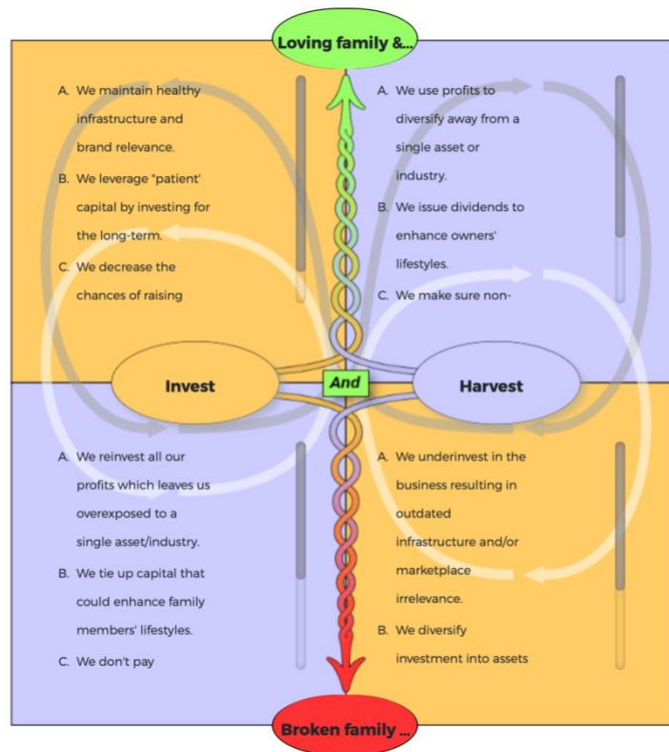 Loving family &...
A. We maintain healthy
infrastructure and
brand relevance.
B. We leverage "patient'
capital by investing for
the long-term.
C. We decrease the
chances of raising
A. We use profits to
diversify away from a
single asset or
industry.
B. We issue dividends to
enhance owners'
lifestyles.
C. We make sure non-
Invest
And
Harvest
A. We reinvest all our
profits which leaves us
overexposed to a
single asset/industry.
B. We tie up capital that
could enhance family
members' lifestyles.
C. We don't pay
A. We underinvest in the
business resulting in
outdated
infrastructure and/or
marketplace
irrelevance.
B. We diversify
investment into assets
Broken family ...